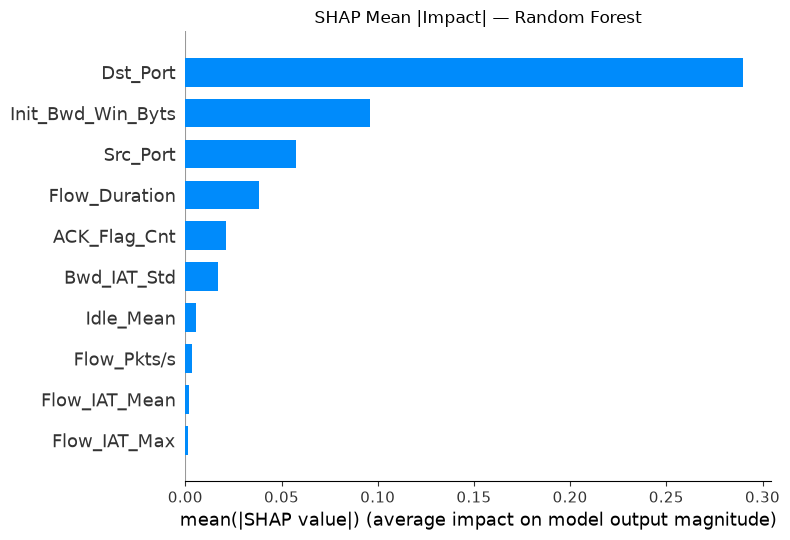 SHAP Mean |Impact| — Random Forest
Dst_Port
Init_Bwd_Win_Byts
Src_Port
Flow_Duration
ACK_Flag_Cnt
Bwd_IAT_Std
Idle_Mean
Flow_Pkts/s
Flow_IAT_Mean
Flow_IAT_Max
0.00 0.05 0.10 0.15 0.20 0.25 0.30
mean(|SHAP value|) (average impact on model output magnitude)